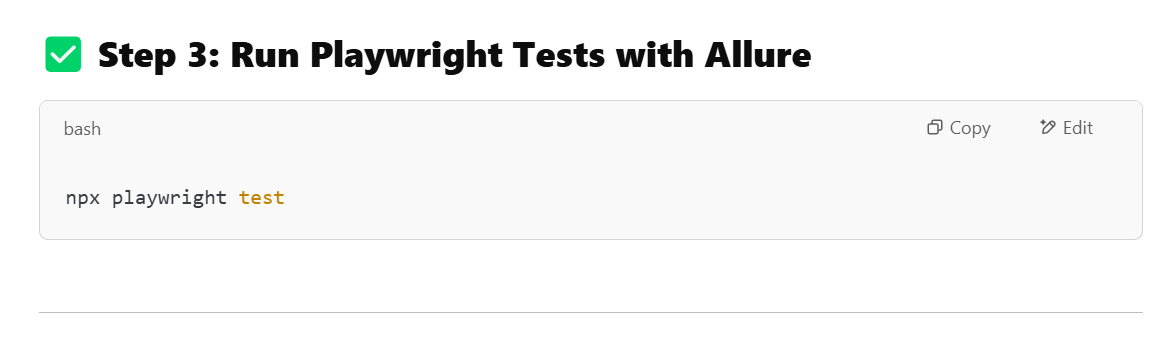 ✅ Step 3: Run Playwright Tests with Allure
bash
Copy
Edit
npx playwright test